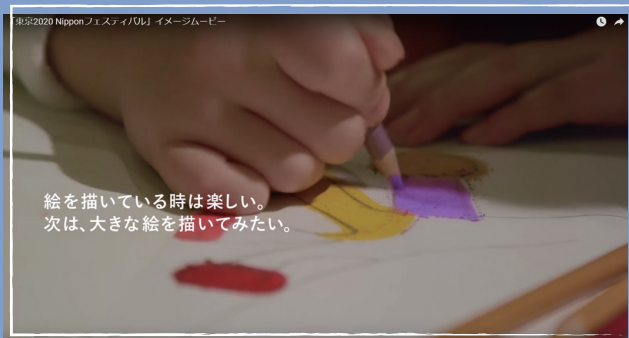 「東京2020 Nipponフェスティバル」イメージムービー
絵を描いている時は楽しい。
次は、大きな絵を描いてみたい。